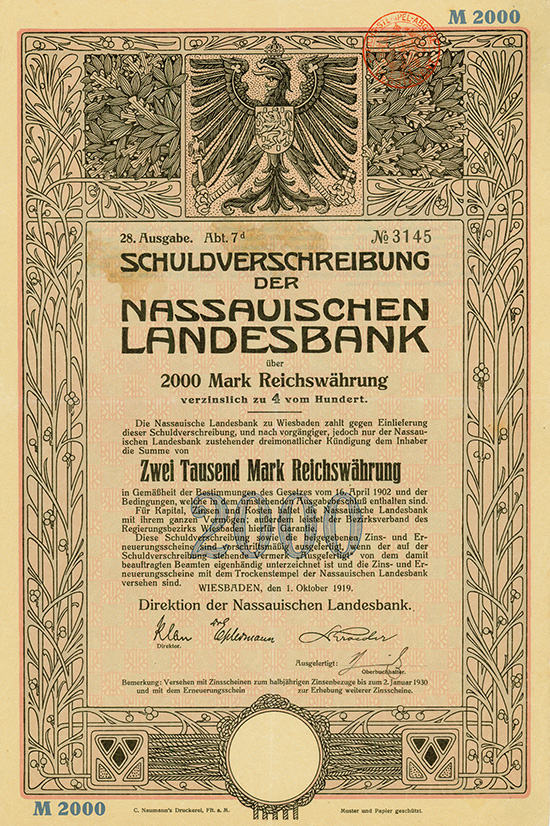 M 2000
28. Ausgabe. Abt. 7d
№ 3145
SCHULDVERSCHREIBUNG
DER
NASSAUISCHEN
LANDESBANK
über
2000 Mark Reichswährung
verzinslich zu 4 vom Hundert.
Die Nassauische Landesbank zu Wiesbaden zahlt gegen Einlieferung
dieser Schuldverschreibung, und nach vorgängiger, jedoch nur der Nassau-
ischen Landesbank zustehender dreimonatlicher Kündigung dem Inhaber
die Summe von
Zwei Tausend Mark Reichswährung
in Gemäßheit der Bestimmungen des Gesetzes vom 16. April 1902 und der
Bedingungen, welche in dem umstehenden Ausgabebeschluß enthalten sind.
Für Kapital, Zinsen und Kosten haftet die Nassauische Landesbank
mit ihrem ganzen Vermögen, außerdem leistet der Bezirksverband des
Regierungsbezirks Wiesbaden hierfür Garantie.
Diese Schuldverschreibung sowie die beigegebenen Zins- und Er-
neuerungsscheine sind vorschriftsmäßig ausgefertigt, wenn der auf der
Schuldverschreibung stehende Vermerk „Ausgefertigt“ von dem damit
beauftragten Beamten eigenhändig unterzeichnet ist und die Zins- und Er-
neuerungsscheine mit dem Trockenstempel der Nassauischen Landesbank
versehen sind.
2000
WIESBADEN, den 1. Oktober 1919.
Direktion der Nassauischen Landesbank.
Klau
Direktor.
Ausgefertigt:
Oberbuchhalter.
Bemerkung: Versehen mit Zinsscheinen zum halbjährigen Zinsenbezuge bis zum 2. Januar 1930
und mit dem Erneuerungsschein zur Erhebung weiterer Zinsscheine.
M 2000
C. Naumann's Druckerei, Fft. a. M.
Muster und Papier geschützt.